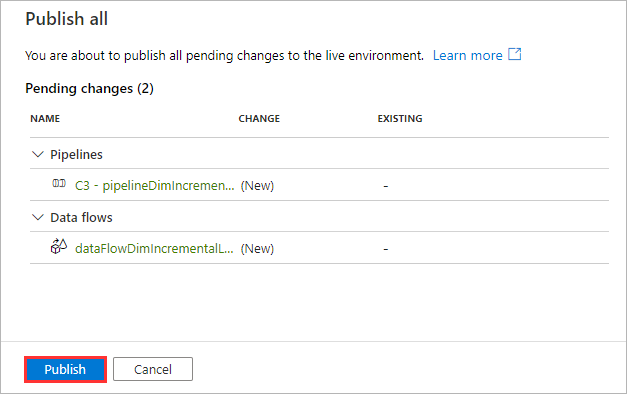 Publish all
You are about to publish all pending changes to the live environment. Learn more
Pending changes (2)
NAME CHANGE EXISTING
Pipelines
C3 - pipelineDimIncremen... (New) -
Data flows
dataFlowDimIncrementalL... (New) -
Publish Cancel